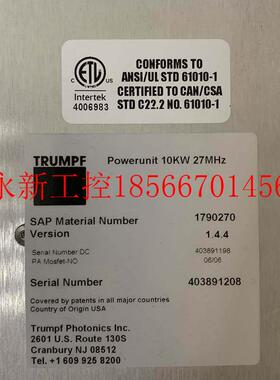 CONFORMS TO
ANSI/UL STD 61010-1
CERTIFIED TO CAN/CSA
STD C22.2 NO. 61010-1
ETL
C US
Intertek
4006983
TRUMPF
Powerunit 10KW 27MHz
永新工控18566701456
SAP Material Number 1790270
Version 1.4.4
Serial Number DC 403891198
PA Mosfet-NO 06/06
Serial Number 403891208
Covered by patents in all major countries
Country of Origin USA
Trumpf Photonics Inc.
2601 U.S. Route 130S
Cranbury NJ 08512
Tel +1 609 925 8200